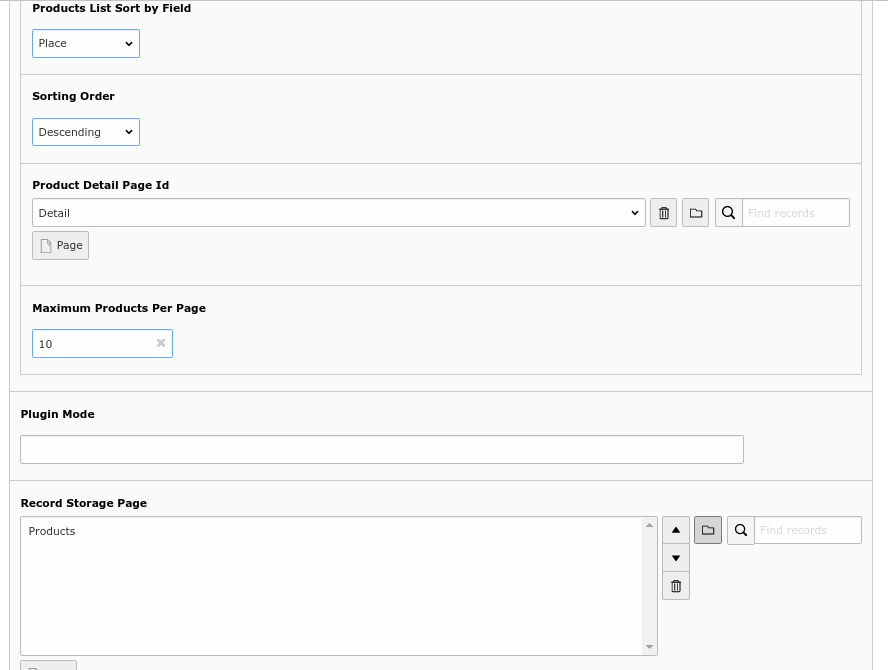 Products List Sort by Field
Place
Sorting Order
Descending
Product Detail Page Id
Detail
Find records
Page
Maximum Products Per Page
10
Plugin Mode
Record Storage Page
Products
Find records